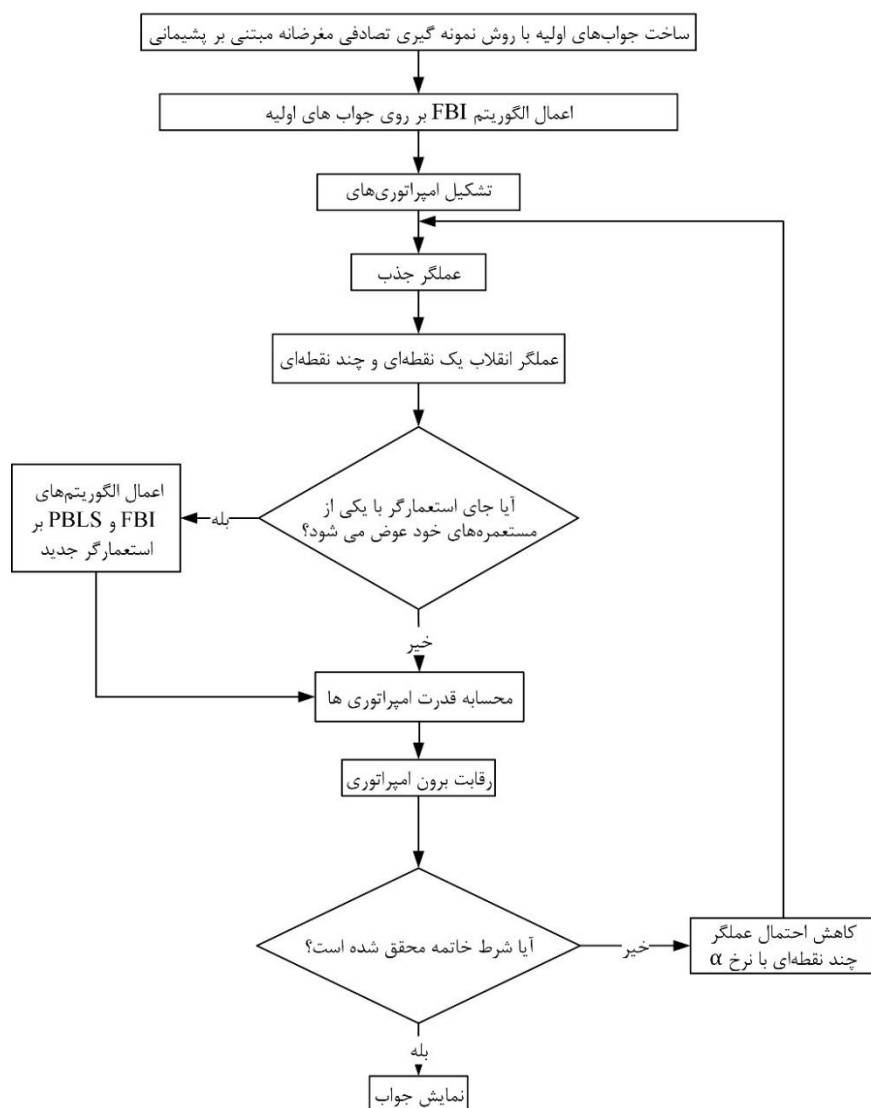 ساخت جواب‌های اولیه با روش نمونه گیری تصادفی مغرضانه مبتنی بر پشیمانی
اعمال الگوریتم FBI بر روی جواب های اولیه
تشکیل امپراتوری‌های
عملگر جذب
عملگر انقلاب یک نقطه‌ای و چند نقطه‌ای
آیا جای استعمارگر با یکی از
مستعمره‌های خود عوض می شود؟
بله
اعمال الگوریتم‌های
FBI و PBLS بر
استعمارگر جدید
خیر
محسابه قدرت امپراتوری ها
رقابت برون امپراتوری
آیا شرط خاتمه محقق شده است؟
خیر
کاهش احتمال عملگر
چند نقطه‌ای با نرخ α
بله
نمایش جواب